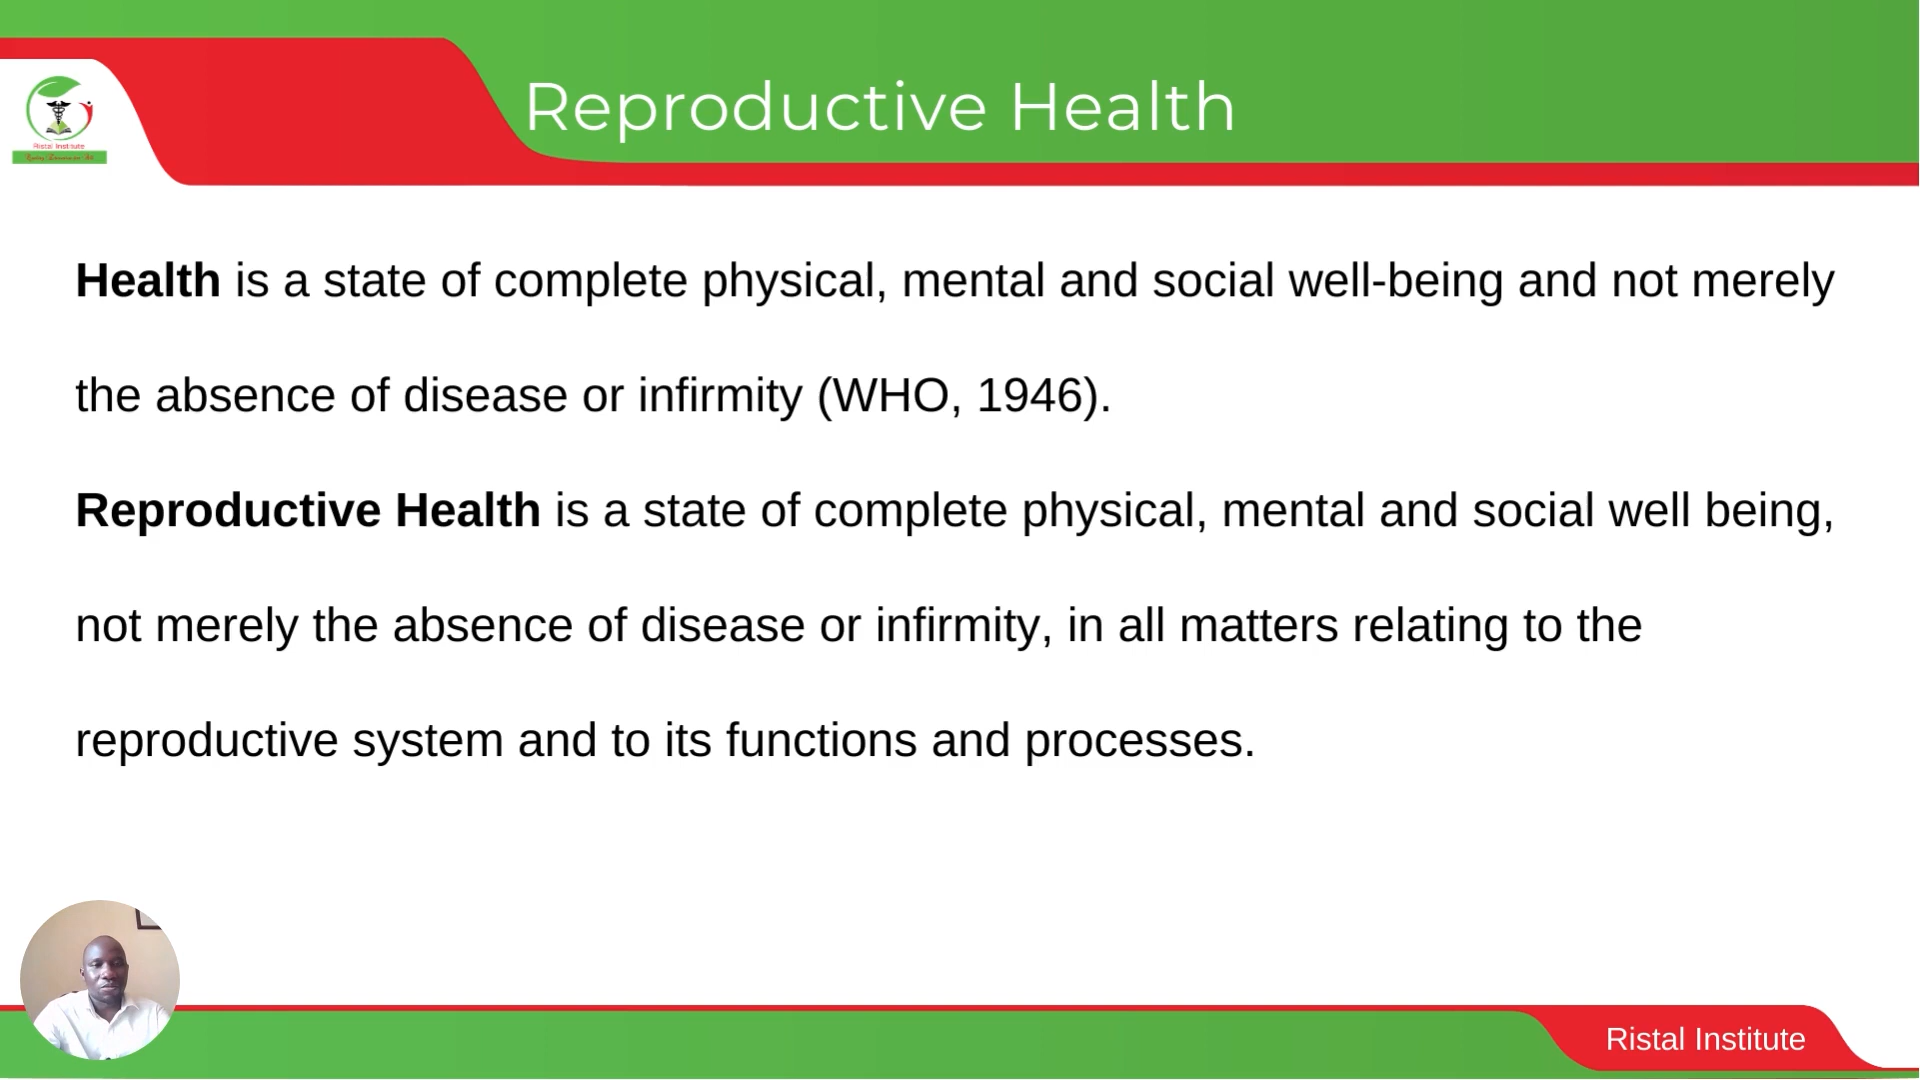 Reproductive Health
Ristal Institute
Health is a state of complete physical, mental and social well-being and not merely
the absence of disease or infirmity (WHO, 1946).
Reproductive Health is a state of complete physical, mental and social well being,
not merely the absence of disease or infirmity, in all matters relating to the
reproductive system and to its functions and processes.
Ristal Institute